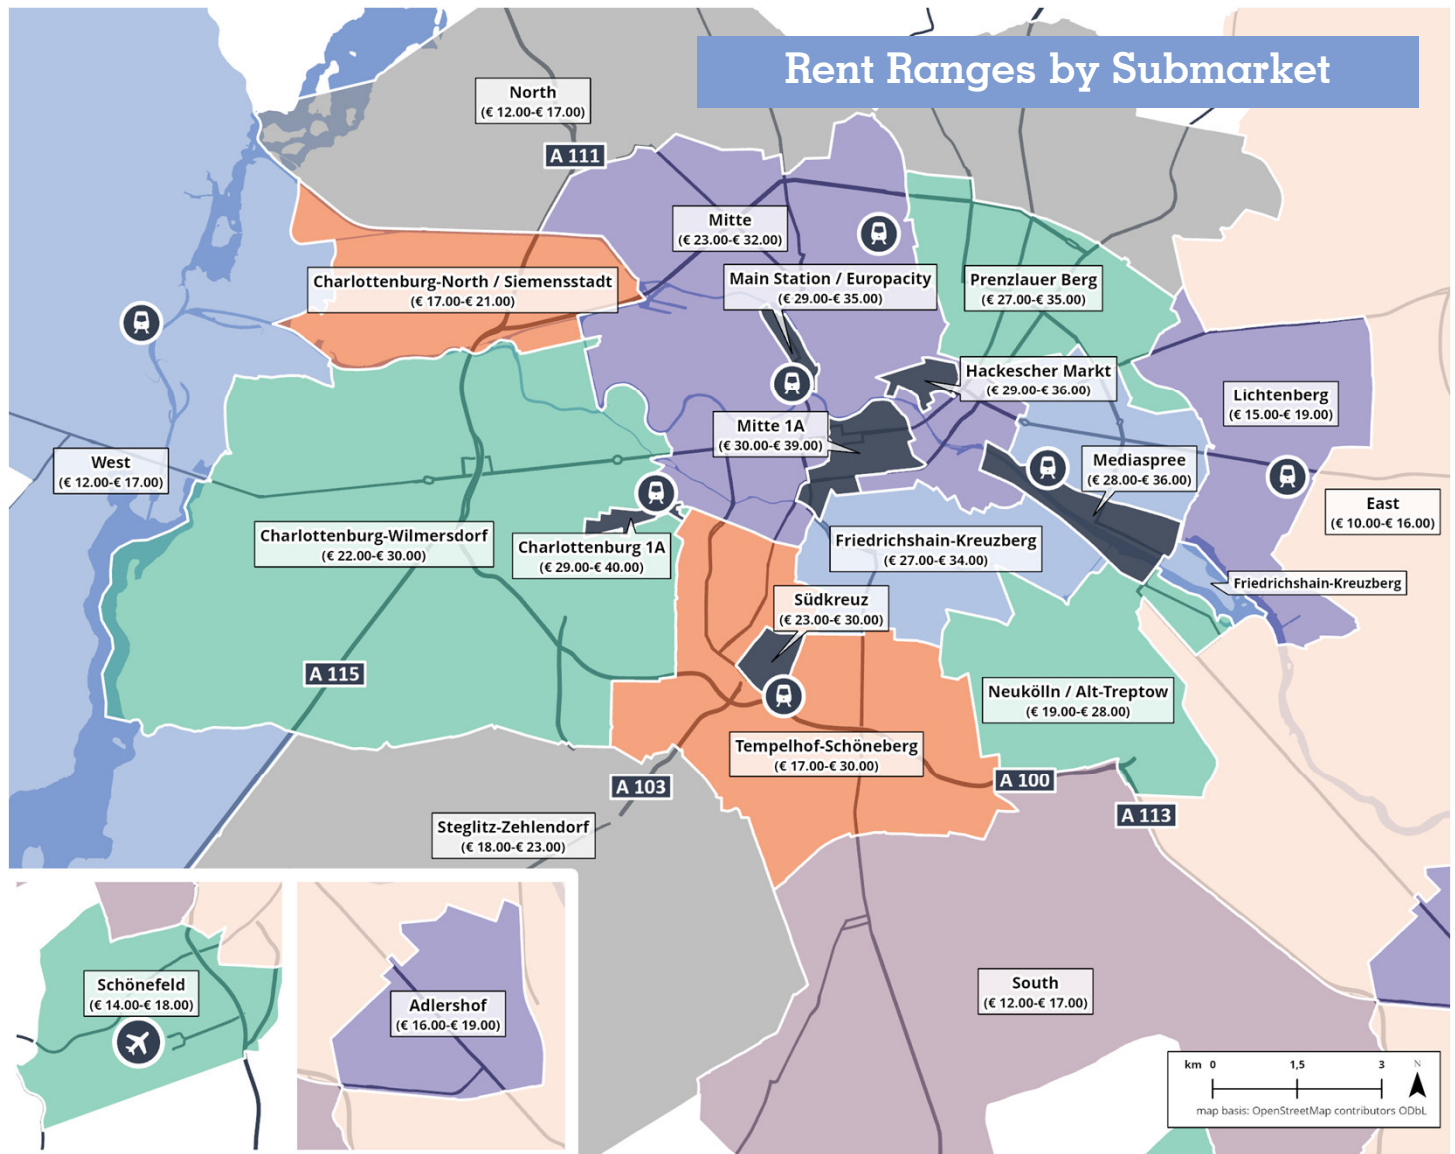 Rent Ranges by Submarket
North
(€ 12.00-€ 17.00)
A 111
Mitte
(€ 23.00-€ 32.00)
Charlottenburg-North / Siemensstadt
(€ 17.00-€ 21.00)
Main Station / Europacity
(€ 29.00-€ 35.00)
Prenzlauer Berg
(€ 27.00-€ 35.00)
Hackescher Markt
(€ 29.00-€ 36.00)
Lichtenberg
(€ 15.00-€ 19.00)
Mitte 1A
(€ 30.00-€ 39.00)
West
(€ 12.00-€ 17.00)
Mediaspree
(€ 28.00-€ 36.00)
East
(€ 10.00-€ 16.00)
Charlottenburg-Wilmersdorf
(€ 22.00-€ 30.00)
Charlottenburg 1A
(€ 29.00-€ 40.00)
Friedrichshain-Kreuzberg
(€ 27.00-€ 34.00)
Friedrichshain-Kreuzberg
Südkreuz
(€ 23.00-€ 30.00)
A 115
Neukölln / Alt-Treptow
(€ 19.00-€ 28.00)
Tempelhof-Schöneberg
(€ 17.00-€ 30.00)
A 103
A 100
A 113
Steglitz-Zehlendorf
(€ 18.00-€ 23.00)
Schönefeld
(€ 14.00-€ 18.00)
Adlershof
(€ 16.00-€ 19.00)
South
(€ 12.00-€ 17.00)
km 0 1,5 3 N
map basis: OpenStreetMap contributors ODbL